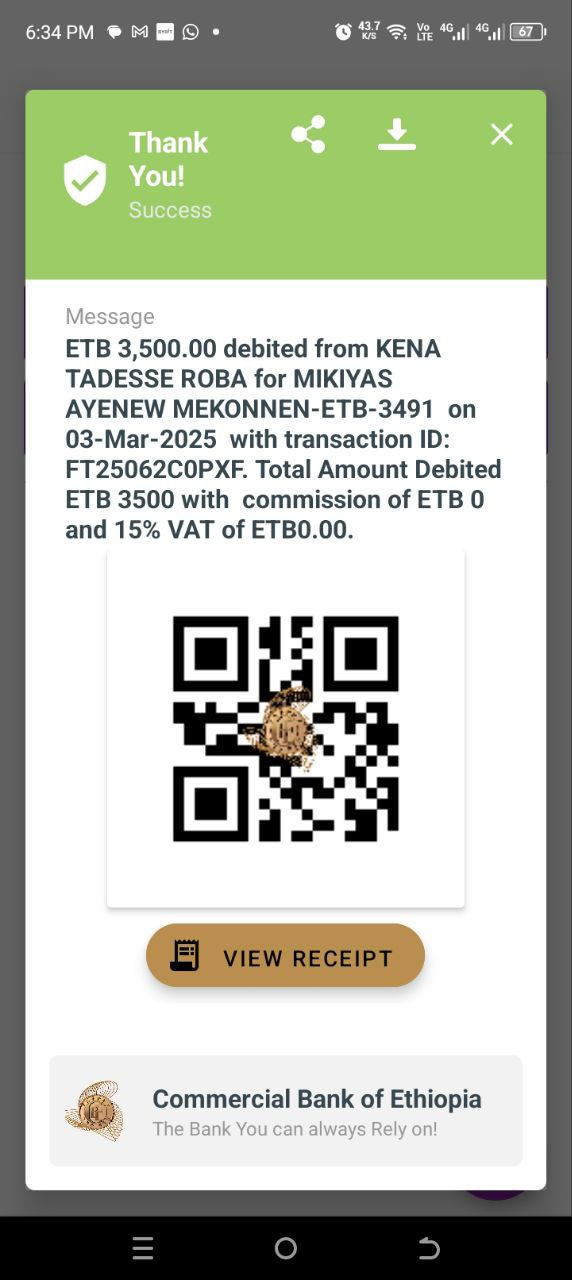 6:34 PM
43.7
K/S
Vo
LTE
4G
4G
67
Thank
You!
Success
Message
ETB 3,500.00 debited from KENA
TADESSE ROBA for MIKIYAS
AYENEW MEKONNEN-ETB-3491 on
03-Mar-2025 with transaction ID:
FT25062C0PXF. Total Amount Debited
ETB 3500 with commission of ETB 0
and 15% VAT of ETB0.00.
VIEW RECEIPT
Commercial Bank of Ethiopia
The Bank You can always Rely on!